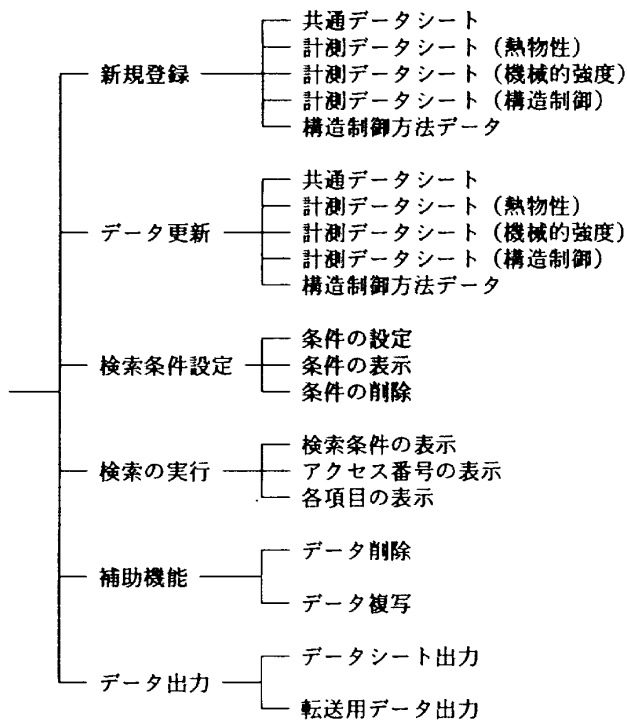 新規登録
共通データシート
計測データシート（熱物性）
計測データシート（機械的強度）
計測データシート（構造制御）
構造制御方法データ
データ更新
共通データシート
計測データシート（熱物性）
計測データシート（機械的強度）
計測データシート（構造制御）
構造制御方法データ
検索条件設定
条件の設定
条件の表示
条件の削除
検索の実行
検索条件の表示
アクセス番号の表示
各項目の表示
補助機能
データ削除
データ複写
データ出力
データシート出力
転送用データ出力